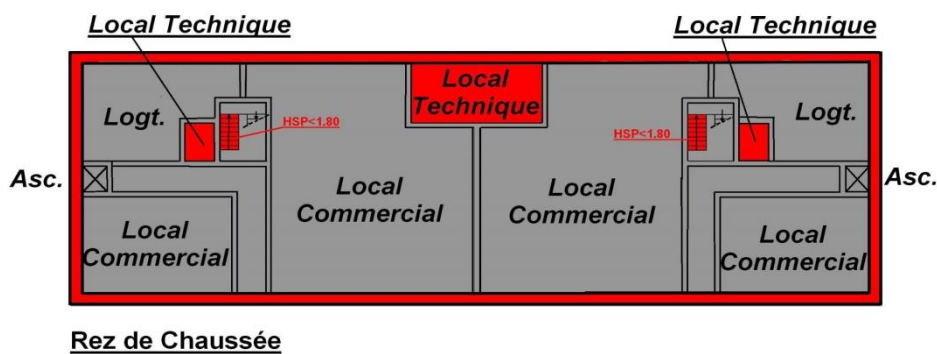 Local Technique
Local Technique
Local
Technique
Logt.
HSP<1.80
HSP<1.80
Logt.
Asc.
Asc.
Local
Commercial
Local
Commercial
Local
Commercial
Local
Commercial
Rez de Chaussée